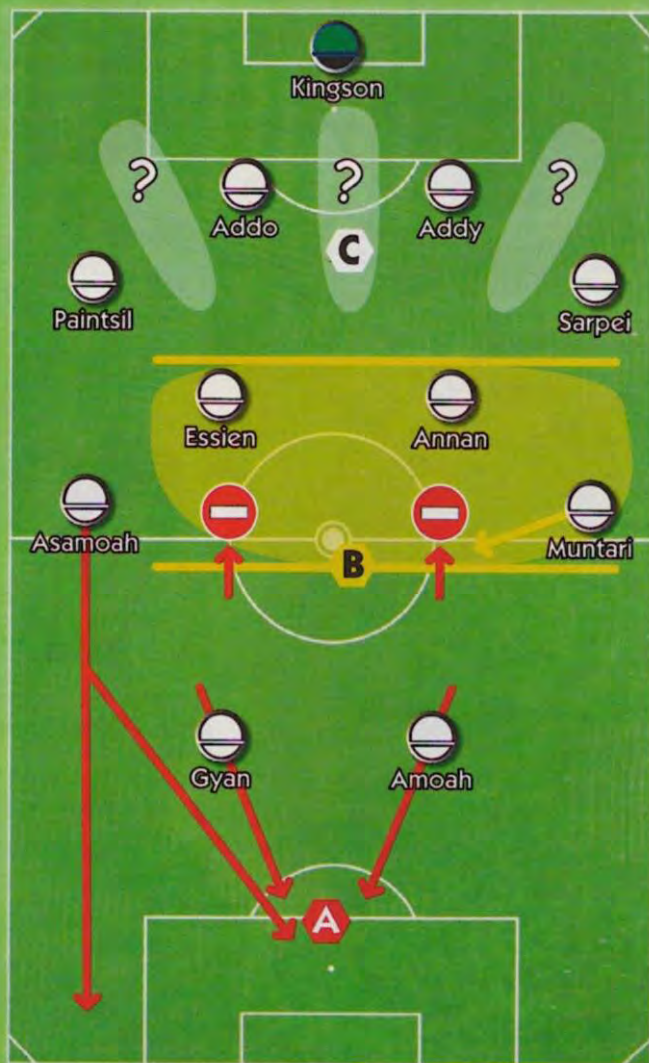 Kingson
? ? ?
Addo Addy
C
Paintsil Sarpei
Essien Annan
Asamoah Muntari
B
Gyan Amoah
A